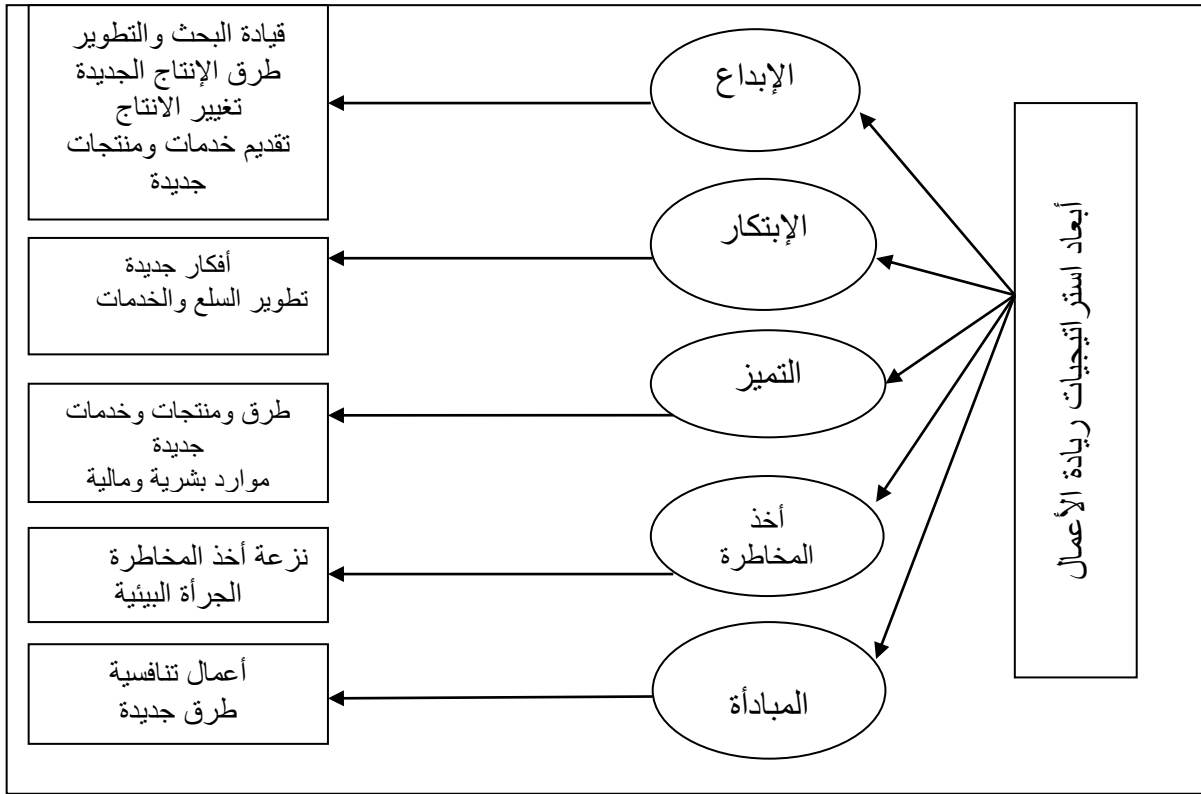 أبعاد استراتيجيات ريادة الأعمال
الإبداع
قيادة البحث والتطوير
طرق الإنتاج الجديدة
تغيير الانتاج
تقديم خدمات ومنتجات
جديدة
الإبتكار
أفكار جديدة
تطوير السلع والخدمات
التميز
طرق ومنتجات وخدمات
جديدة
موارد بشرية ومالية
أخذ
المخاطرة
نزعة أخذ المخاطرة
الجرأة البيئية
المبادأة
أعمال تنافسية
طرق جديدة